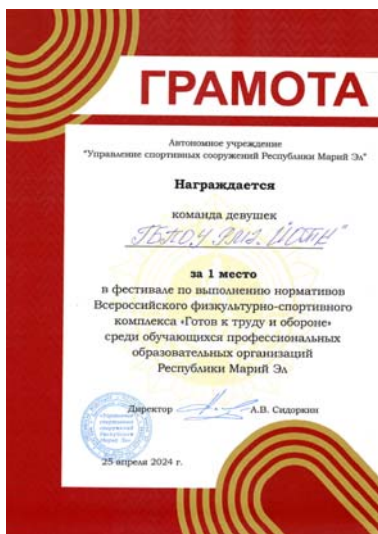 ГРАМОТА
Автономное учреждение
"Управление спортивных сооружений Республики Марий Эл"
Награждается
команда девушек
ГБПОУ РМЭ "ЙОТК"
за 1 место
в фестивале по выполнению нормативов
Всероссийского физкультурно-спортивного
комплекса «Готов к труду и обороне»
среди обучающихся профессиональных
образовательных организаций
Республики Марий Эл
Директор А.В. Сидоркин
25 апреля 2024 г.